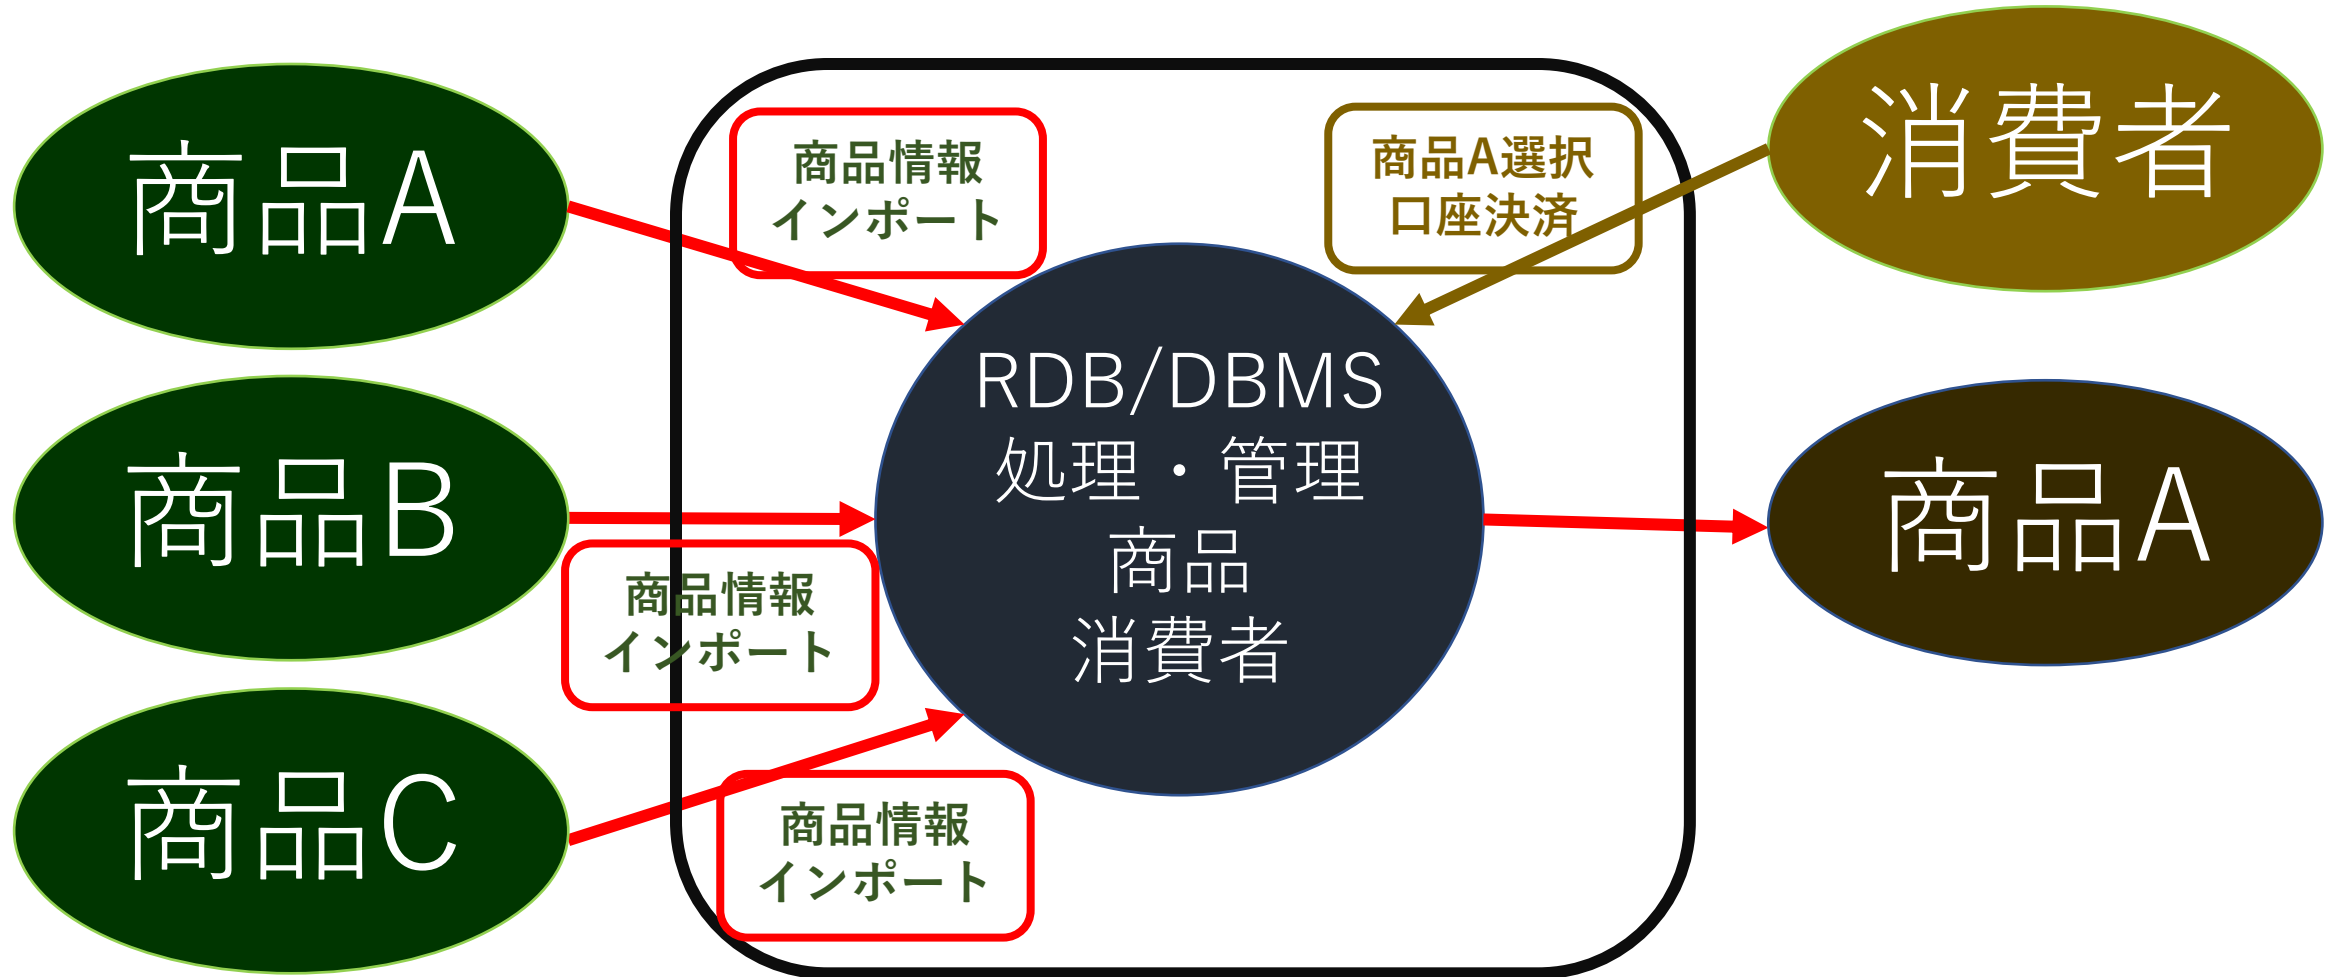 商品A
商品B
商品C
商品情報
インポート
商品情報
インポート
商品情報
インポート
RDB/DBMS
処理・管理
商品
消費者
商品A選択
口座決済
消費者
商品A